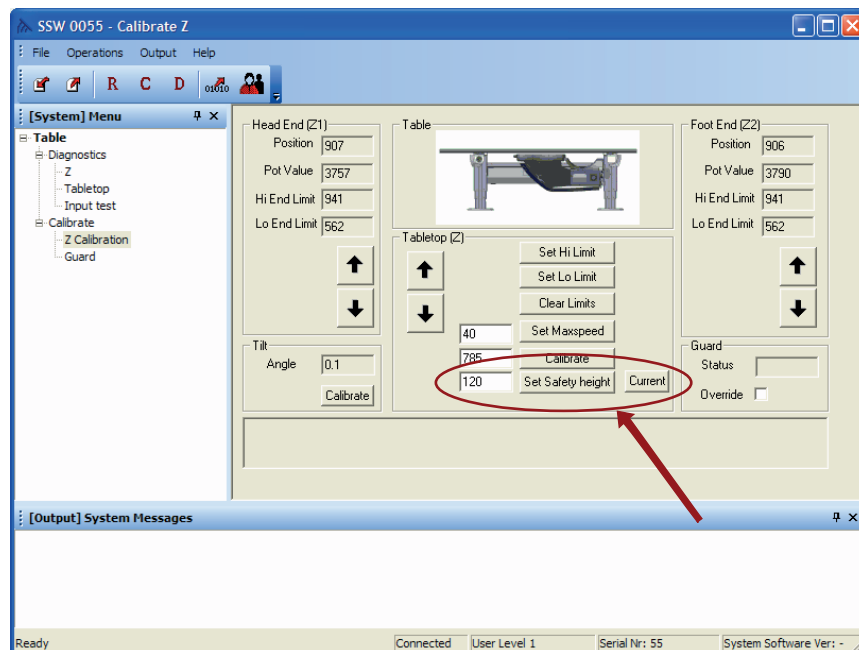 SSW 0055 - Calibrate Z
File Operations Output Help
R C D 01010
[System] Menu
Table
Diagnostics
Z
Tabletop
Input test
Calibrate
Z Calibration
Guard
Head End (Z1)
Position 907
Pot Value 3757
Hi End Limit 941
Lo End Limit 562
Tilt
Angle 0.1
Calibrate
Table
Tabletop (Z)
Set Hi Limit
Set Lo Limit
Clear Limits
40 Set Maxspeed
785 Calibrate
120 Set Safety height Current
Foot End (Z2)
Position 906
Pot Value 3790
Hi End Limit 941
Lo End Limit 562
Guard
Status
Override
[Output] System Messages
Ready Connected User Level 1 Serial Nr: 55 System Software Ver: -